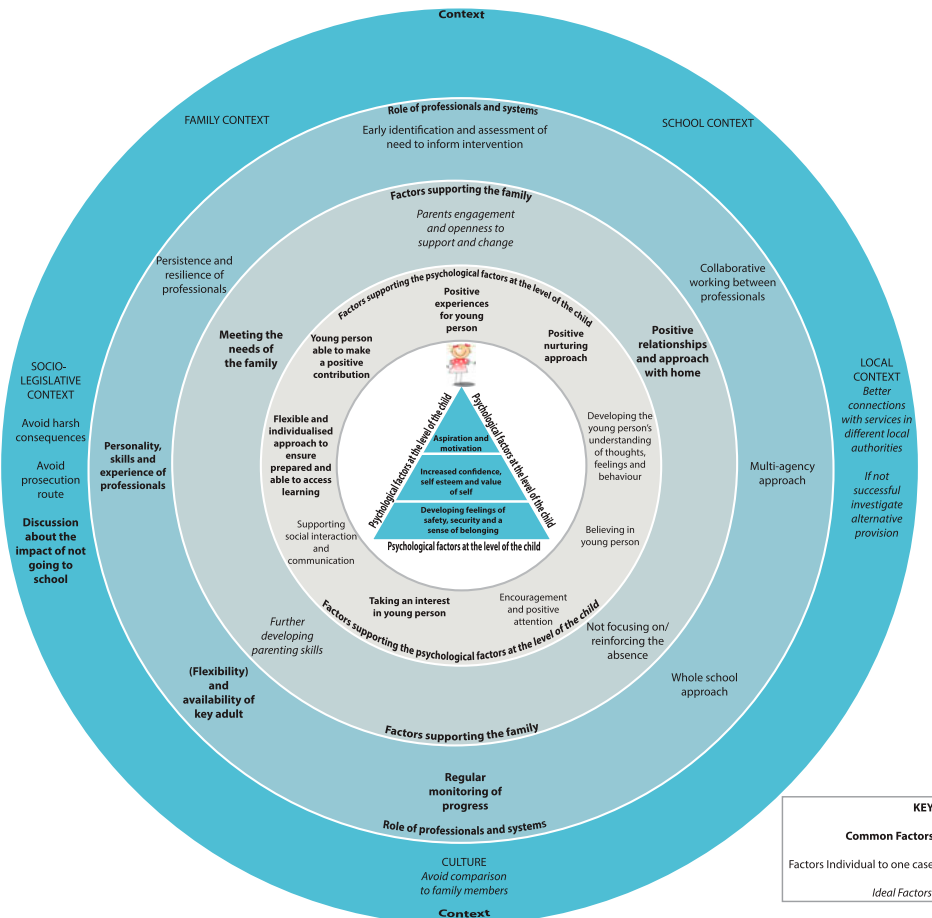 Context
FAMILY CONTEXT
SCHOOL CONTEXT
Role of professionals and systems
Early identification and assessment of
need to inform intervention
Factors supporting the family
Parents engagement
and openness to
support and change
Persistence and
resilience of
professionals
Collaborative
working between
professionals
Factors supporting the psychological factors at the level of the child
Positive
experiences
for young
person
Young person
able to make
a positive
contribution
Positive
nurturing
approach
Meeting the
needs of
the family
Positive
relationships
and approach
with home
SOCIO-
LEGISLATIVE
CONTEXT
Avoid harsh
consequences
Avoid
prosecution
route
Discussion
about the
impact of not
going to
school
Personality,
skills and
experience of
professionals
Flexible and
individualised
approach to
ensure
prepared and
able to access
learning
Psychological factors at the level of the child
Psychological factors at the level of the child
Aspiration and
motivation
Increased confidence,
self esteem and value
of self
Developing feelings of
safety, security and a
sense of belonging
Psychological factors at the level of the child
Developing the
young person's
understanding
of thoughts,
feelings and
behaviour
Multi-agency
approach
LOCAL
CONTEXT
Better
connections
with services in
different local
authorities
If not
successful
investigate
alternative
provision
Supporting
social interaction
and
communication
Believing in
young person
Taking an interest
in young person
Encouragement
and positive
attention
Factors supporting the psychological factors at the level of the child
Further
developing
parenting skills
Not focusing on/
reinforcing the
absence
(Flexibility)
and
availability of
key adult
Whole school
approach
Factors supporting the family
Regular
monitoring of
progress
Role of professionals and systems
CULTURE
Avoid comparison
to family members
Context
KEY
Common Factors
Factors Individual to one case
Ideal Factors